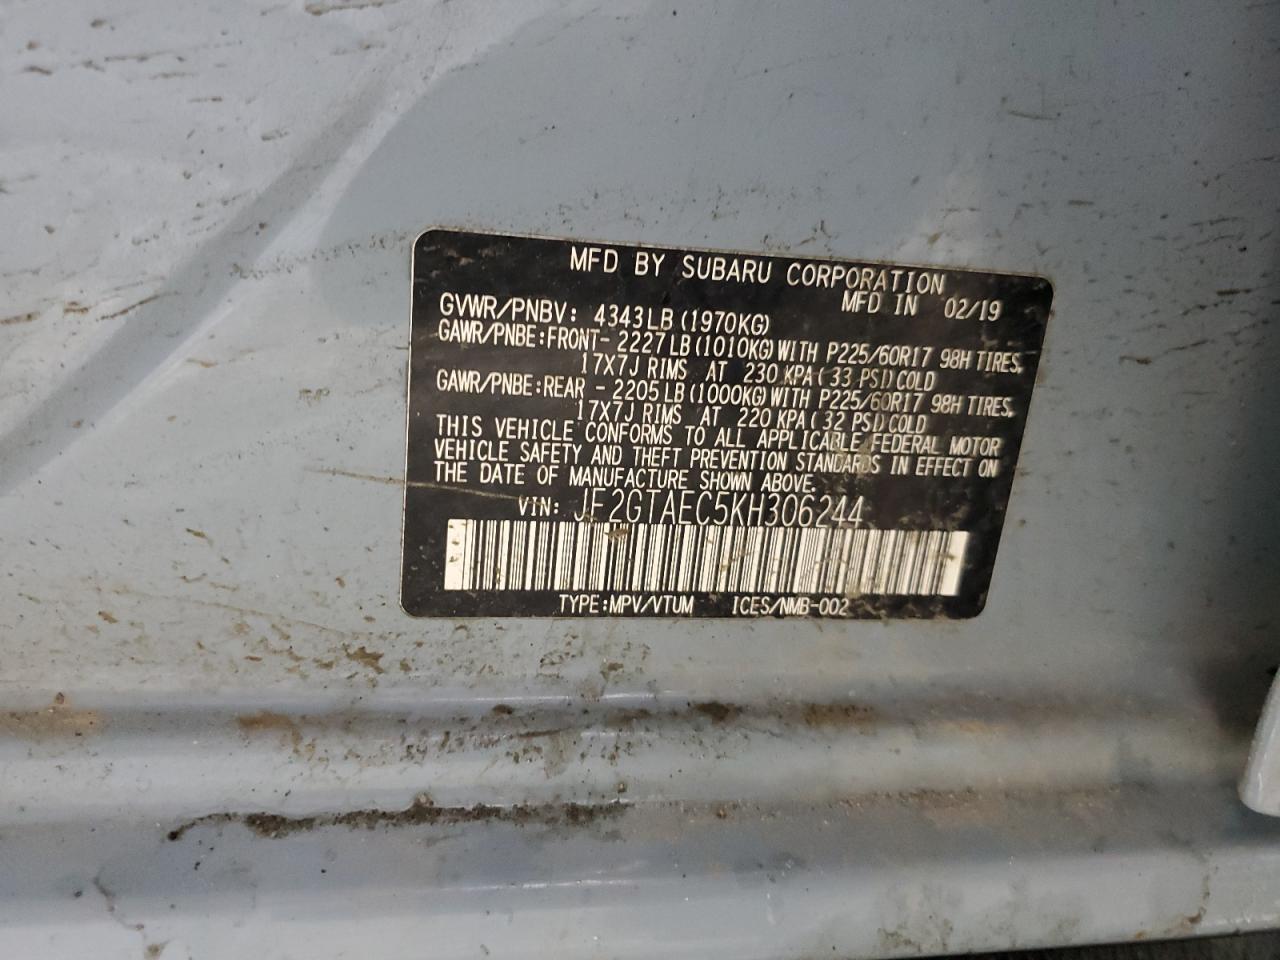 MFD BY SUBARU CORPORATION
MFD IN 02/19
GVWR/PNBV: 4343LB(1970KG)
GAWR/PNBE:FRONT- 2227LB(1010KG)WITH P225/60R17 98H TIRES,
17X7J RIMS AT 230 KPA( 33 PSI)COLD
GAWR/PNBE:REAR - 2205LB(1000KG)WITH P225/60R17 98H TIRES,
17X7J RIMS AT 220 KPA( 32 PSI)COLD
THIS VEHICLE CONFORMS TO ALL APPLICABLE FEDERAL MOTOR
VEHICLE SAFETY AND THEFT PREVENTION STANDARDS IN EFFECT ON
THE DATE OF MANUFACTURE SHOWN ABOVE.
VIN: JF2GTAEC5KH306244
TYPE:MPV/VTUM ICES/NMB-002